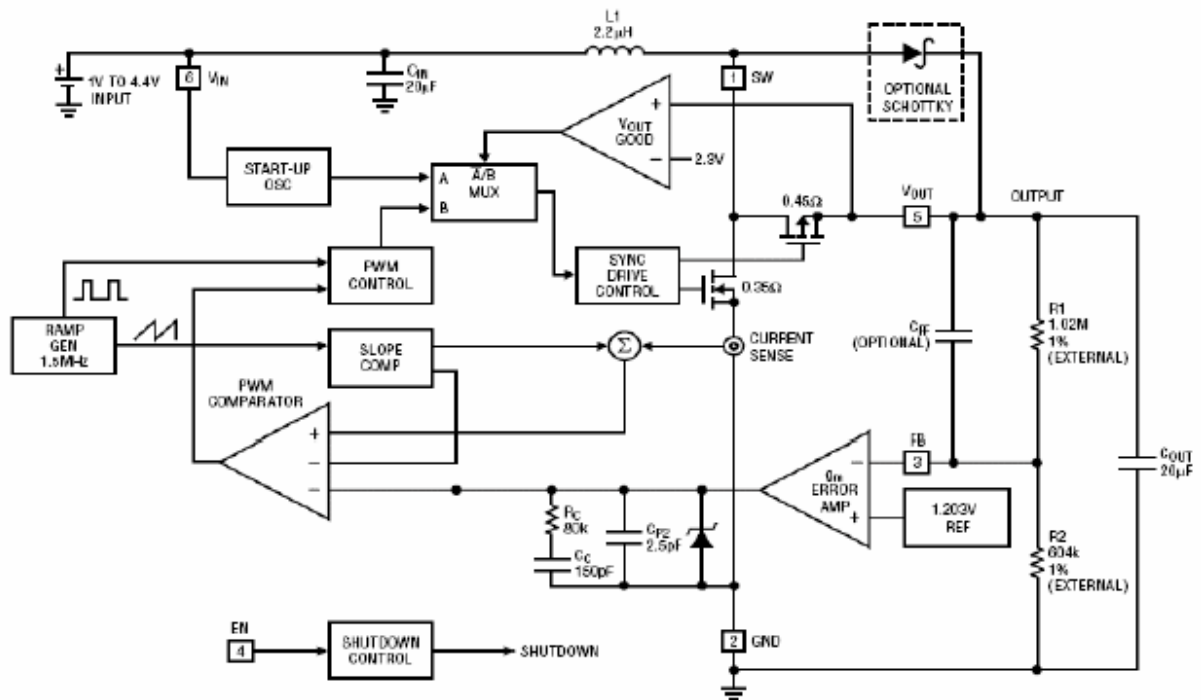 L1
2.2μH
6
VIN
+
1V TO 4.4V
INPUT
CIN
20μF
1
SW
OPTIONAL
SCHOTTKY
VOUT
GOOD
+
−
2.3V
START-UP
OSC
A
B
A/B
MUX
0.45Ω
VOUT
5
OUTPUT
PWM
CONTROL
SYNC
DRIVE
CONTROL
0.35Ω
RAMP
GEN
1.5MHz
SLOPE
COMP
Σ
CURRENT
SENSE
CFF
(OPTIONAL)
R1
1.02M
1%
(EXTERNAL)
PWM
COMPARATOR
+
−
−
FB
3
gm
ERROR
AMP
−
+
1.203V
REF
COUT
20μF
RC
80k
CC
150pF
CP2
2.5pF
R2
604k
1%
(EXTERNAL)
EN
4
SHUTDOWN
CONTROL
SHUTDOWN
2
GND